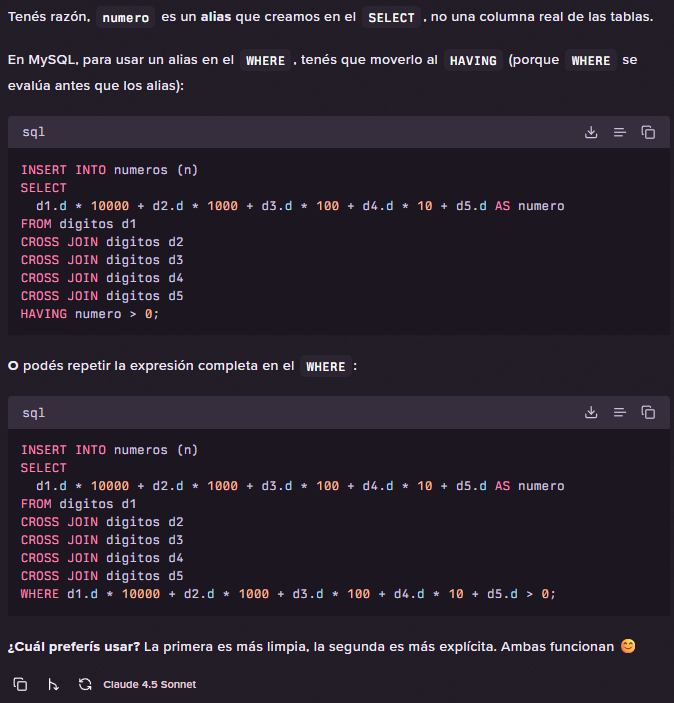 Tenés razón, numero es un alias que creamos en el SELECT, no una columna real de las tablas.
En MySQL, para usar un alias en el WHERE, tenés que moverlo al HAVING (porque WHERE se
evalúa antes que los alias):
sql
INSERT INTO numeros (n)
SELECT
  d1.d * 10000 + d2.d * 1000 + d3.d * 100 + d4.d * 10 + d5.d AS numero
FROM digitos d1
CROSS JOIN digitos d2
CROSS JOIN digitos d3
CROSS JOIN digitos d4
CROSS JOIN digitos d5
HAVING numero > 0;
O podés repetir la expresión completa en el WHERE:
sql
INSERT INTO numeros (n)
SELECT
  d1.d * 10000 + d2.d * 1000 + d3.d * 100 + d4.d * 10 + d5.d AS numero
FROM digitos d1
CROSS JOIN digitos d2
CROSS JOIN digitos d3
CROSS JOIN digitos d4
CROSS JOIN digitos d5
WHERE d1.d * 10000 + d2.d * 1000 + d3.d * 100 + d4.d * 10 + d5.d > 0;
¿Cuál preferís usar? La primera es más limpia, la segunda es más explícita. Ambas funcionan 😊
Claude 4.5 Sonnet